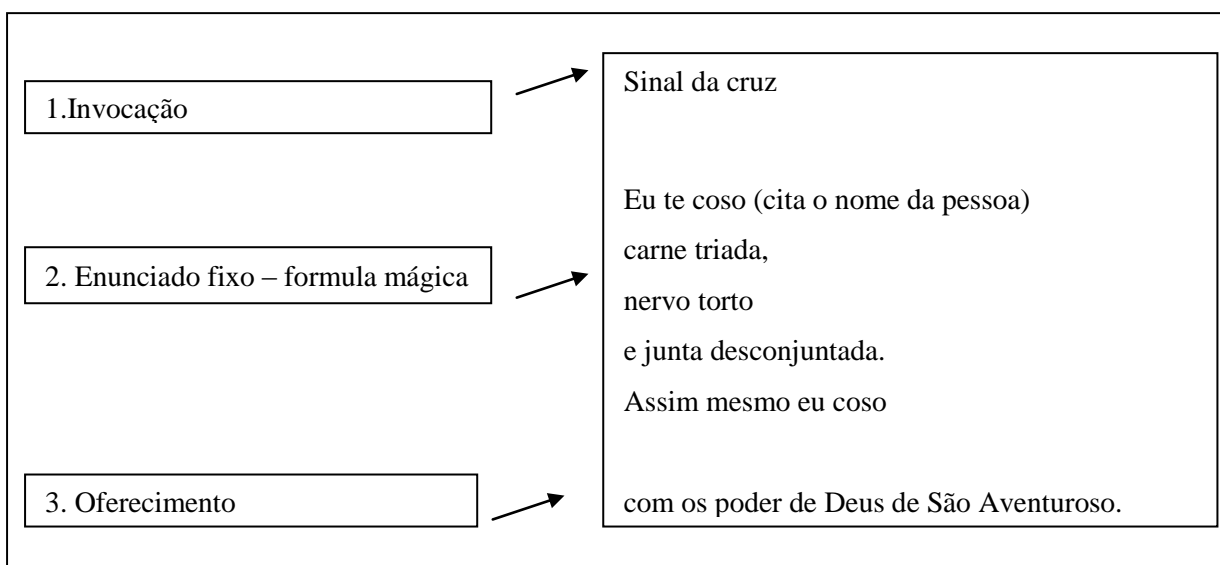 1.Invocação
Sinal da cruz
2. Enunciado fixo – formula mágica
Eu te coso (cita o nome da pessoa)
carne triada,
nervo torto
e junta desconjuntada.
Assim mesmo eu coso
3. Oferecimento
com os poder de Deus de São Aventuroso.